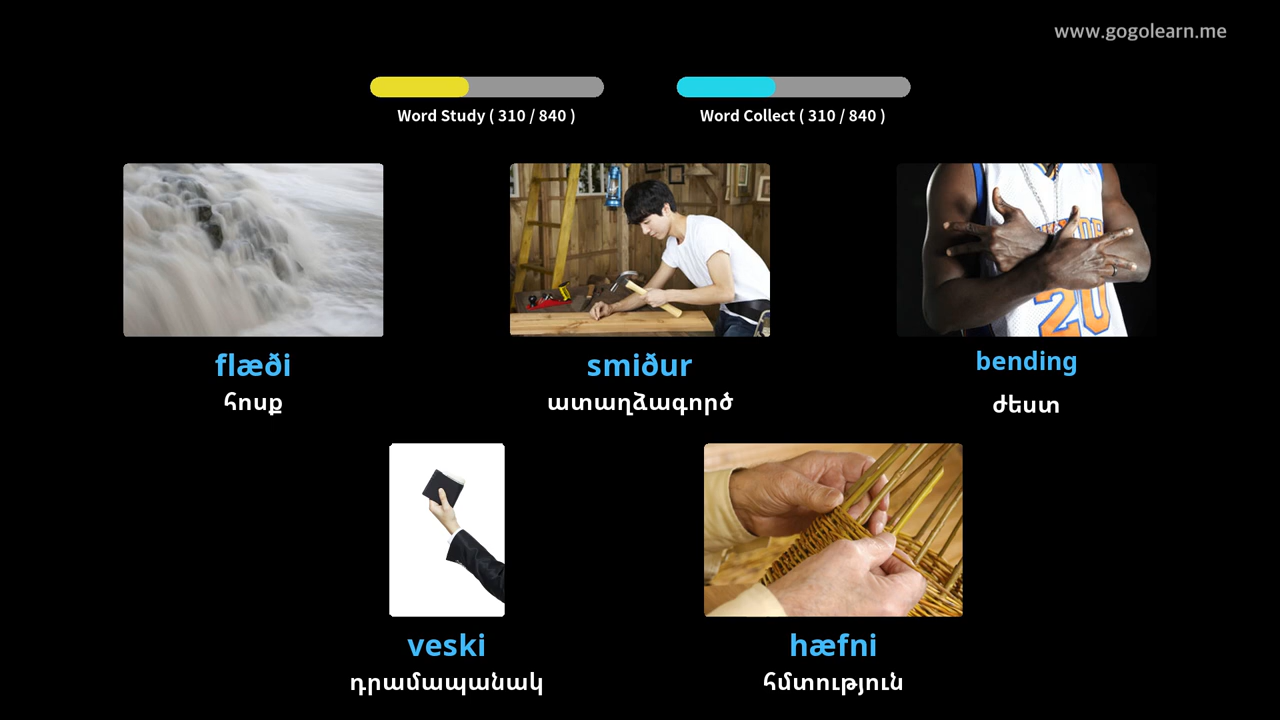 www.gogolearn.me
Word Study ( 310 / 840 )
Word Collect ( 310 / 840 )
20
flæði
smiður
bending
հոսք
ատաղձագործ
ժեստ
veski
hæfni
դրամապանակ
հմտություն